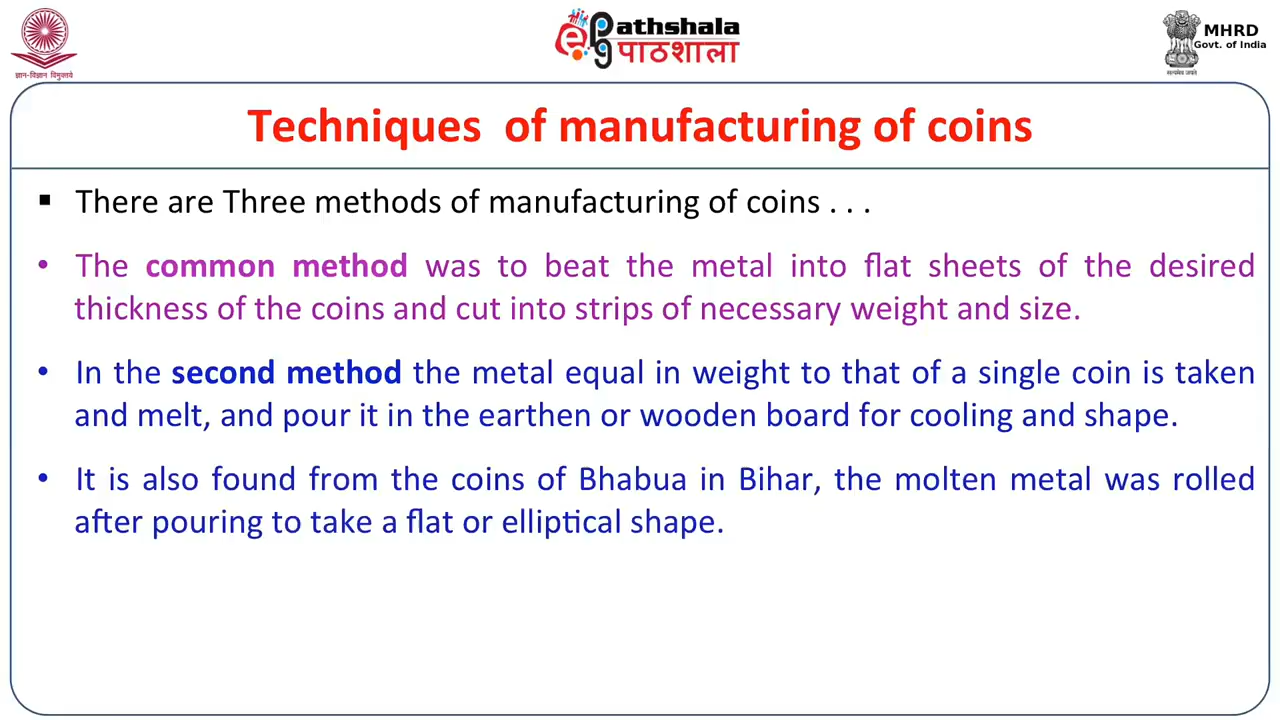 ज्ञान-विज्ञान विमुक्तये
ePathshala
पाठशाला
MHRD
Govt. of India
सत्यमेव जयते
Techniques of manufacturing of coins
▪ There are Three methods of manufacturing of coins . . .
• The common method was to beat the metal into flat sheets of the desired
thickness of the coins and cut into strips of necessary weight and size.
• In the second method the metal equal in weight to that of a single coin is taken
and melt, and pour it in the earthen or wooden board for cooling and shape.
• It is also found from the coins of Bhabua in Bihar, the molten metal was rolled
after pouring to take a flat or elliptical shape.